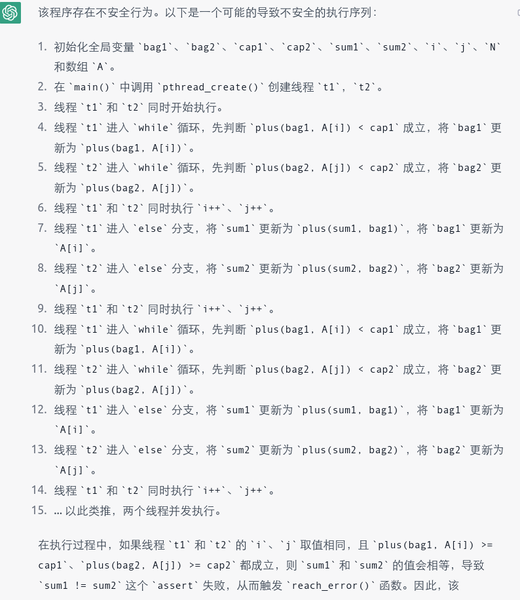 该程序存在不安全行为。以下是一个可能的导致不安全的执行序列：
1. 初始化全局变量 `bag1`、`bag2`、`cap1`、`cap2`、`sum1`、`sum2`、`i`、`j`、`N`
和数组 `A`。
2. 在 `main()` 中调用 `pthread_create()` 创建线程 `t1`，`t2`。
3. 线程 `t1` 和 `t2` 同时开始执行。
4. 线程 `t1` 进入 `while` 循环，先判断 `plus(bag1, A[i]) < cap1` 成立，将 `bag1` 更
新为 `plus(bag1, A[i])`。
5. 线程 `t2` 进入 `while` 循环，先判断 `plus(bag2, A[j]) < cap2` 成立，将 `bag2` 更
新为 `plus(bag2, A[j])`。
6. 线程 `t1` 和 `t2` 同时执行 `i++`、`j++`。
7. 线程 `t1` 进入 `else` 分支，将 `sum1` 更新为 `plus(sum1, bag1)`，将 `bag1` 更新为
`A[i]`。
8. 线程 `t2` 进入 `else` 分支，将 `sum2` 更新为 `plus(sum2, bag2)`，将 `bag2` 更新为
`A[j]`。
9. 线程 `t1` 和 `t2` 同时执行 `i++`、`j++`。
10. 线程 `t1` 进入 `while` 循环，先判断 `plus(bag1, A[i]) < cap1` 成立，将 `bag1` 更
新为 `plus(bag1, A[i])`。
11. 线程 `t2` 进入 `while` 循环，先判断 `plus(bag2, A[j]) < cap2` 成立，将 `bag2` 更
新为 `plus(bag2, A[j])`。
12. 线程 `t1` 进入 `else` 分支，将 `sum1` 更新为 `plus(sum1, bag1)`，将 `bag1` 更新为
`A[i]`。
13. 线程 `t2` 进入 `else` 分支，将 `sum2` 更新为 `plus(sum2, bag2)`，将 `bag2` 更新为
`A[j]`。
14. 线程 `t1` 和 `t2` 同时执行 `i++`、`j++`。
15. ... 以此类推，两个线程并发执行。
在执行过程中，如果线程 `t1` 和 `t2` 的 `i`、`j` 取值相同，且 `plus(bag1, A[i]) >=
cap1`、`plus(bag2, A[j]) >= cap2` 都成立，则 `sum1` 和 `sum2` 的值会相等，导致
`sum1 != sum2` 这个 `assert` 失败，从而触发 `reach_error()` 函数。因此，该